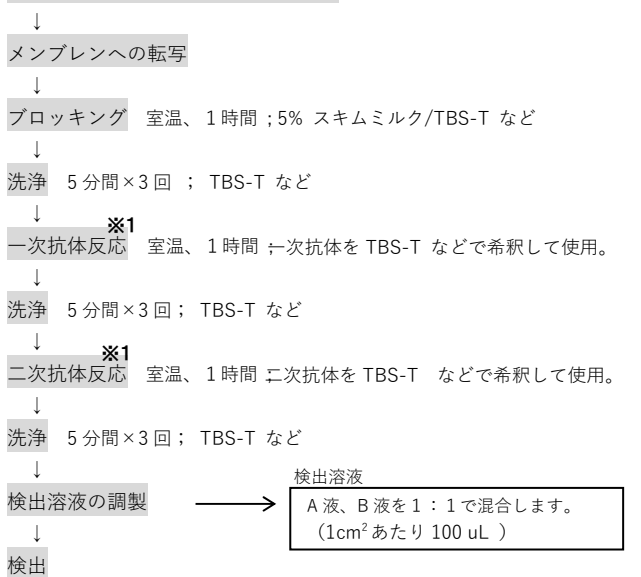 ↓
メンブレンへの転写
↓
ブロッキング 室温、1時間 ;5% スキムミルク/TBS-T など
↓
洗浄 5分間×3回 ; TBS-T など
↓
※1
一次抗体反応 室温、1時間 ;一次抗体を TBS-T などで希釈して使用。
↓
洗浄 5分間×3回; TBS-T など
↓
※1
二次抗体反応 室温、1時間 ;二次抗体を TBS-T などで希釈して使用。
↓
洗浄 5分間×3回; TBS-T など
↓
検出溶液
検出溶液の調製 → A液、B液を1:1で混合します。
(1cm²あたり 100 uL )
↓
検出